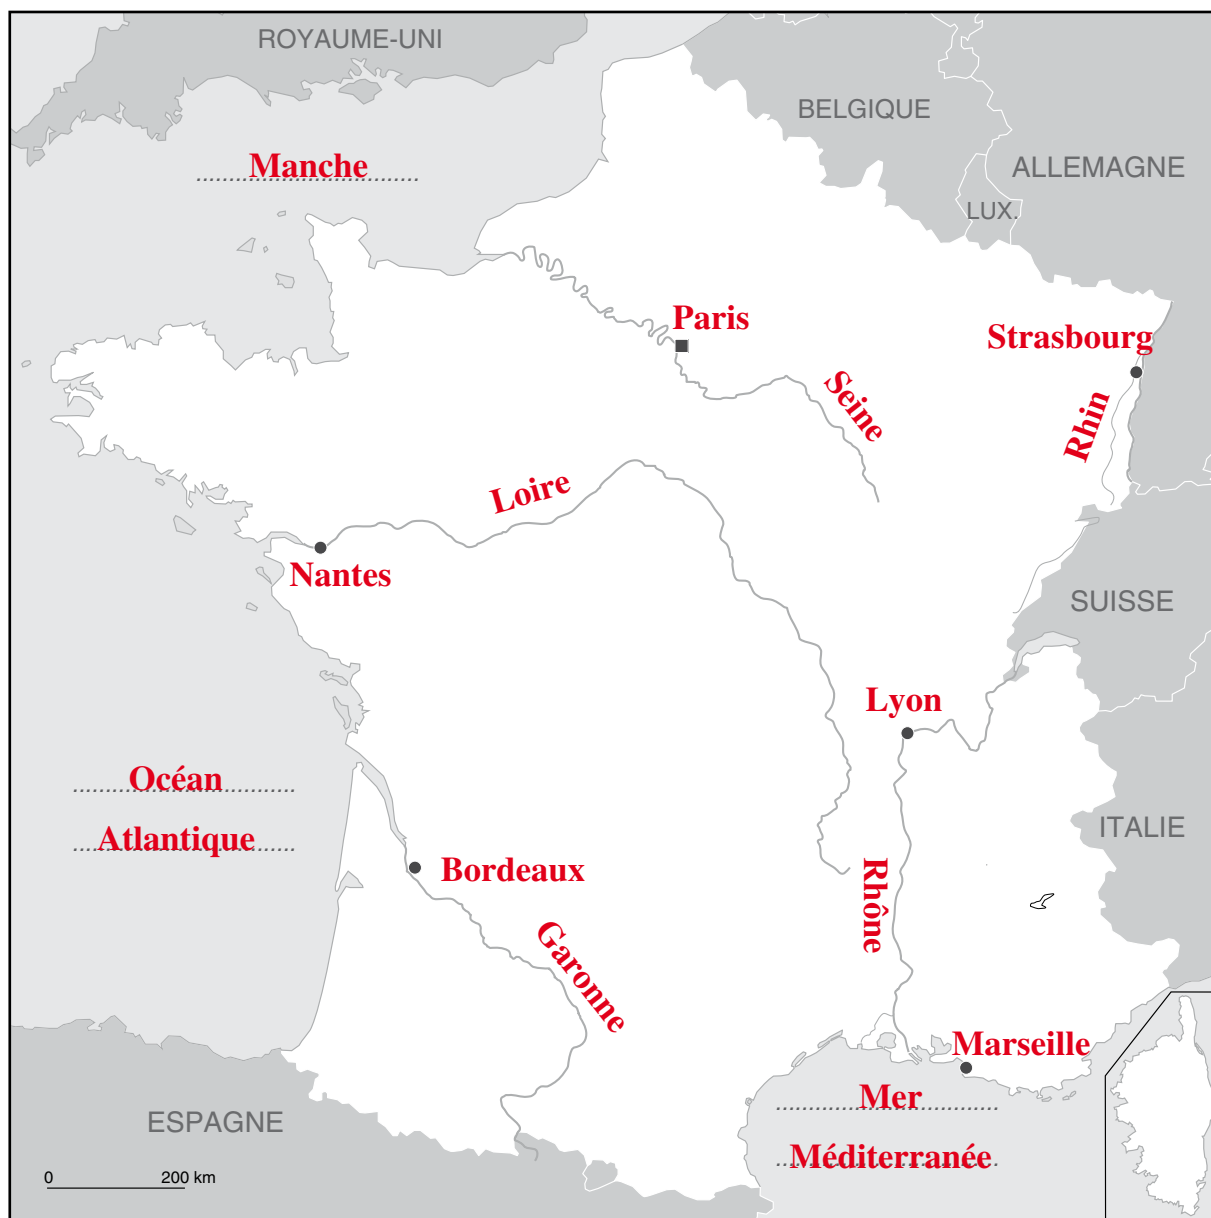 ROYAUME-UNI
BELGIQUE
Manche
ALLEMAGNE
LUX.
Paris
Strasbourg
Seine
Rhin
Loire
Nantes
SUISSE
Lyon
Océan
Atlantique
ITALIE
Bordeaux
Rhône
Garonne
Marseille
Mer
ESPAGNE
Méditerranée
0 200 km